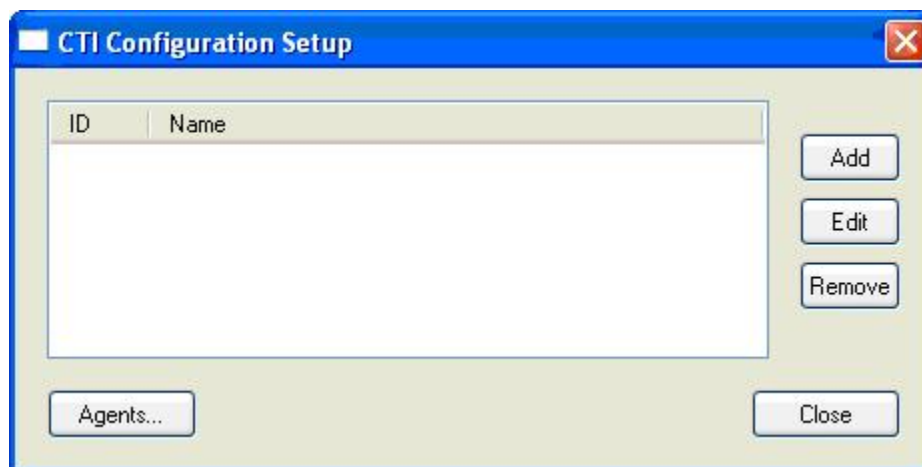 CTI Configuration Setup
ID Name
Add
Edit
Remove
Agents...
Close